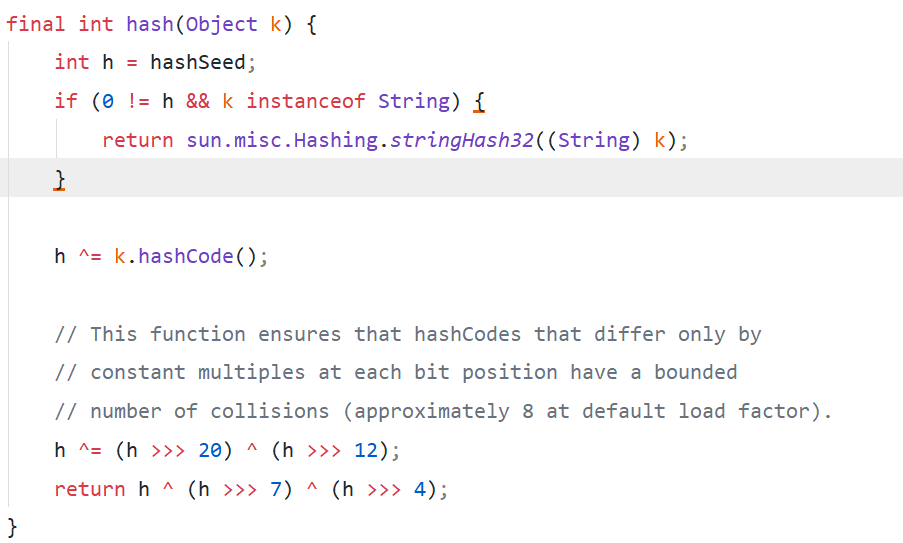 final int hash(Object k) {
    int h = hashSeed;
    if (0 != h && k instanceof String) {
        return sun.misc.Hashing.stringHash32((String) k);
    }
    h ^= k.hashCode();
    // This function ensures that hashCodes that differ only by
    // constant multiples at each bit position have a bounded
    // number of collisions (approximately 8 at default load factor).
    h ^= (h >>> 20) ^ (h >>> 12);
    return h ^ (h >>> 7) ^ (h >>> 4);
}